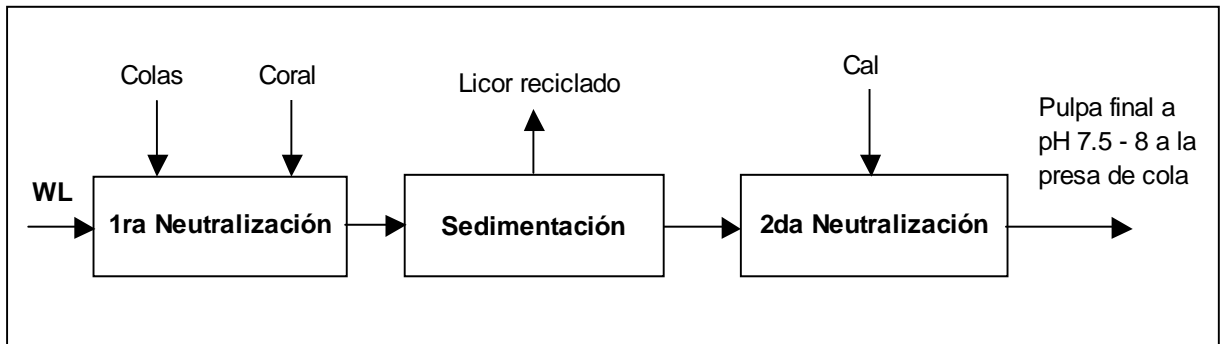 Colas
Coral
Licor reciclado
Cal
Pulpa final a
pH 7.5 - 8 a la
presa de cola
WL
1ra Neutralización
Sedimentación
2da Neutralización